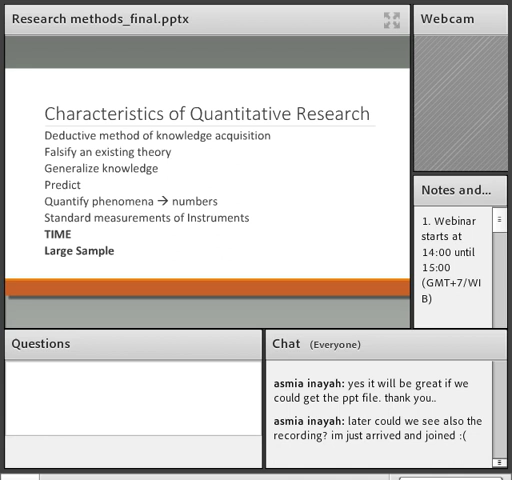 Research methods_final.pptx
Characteristics of Quantitative Research
Deductive method of knowledge acquisition
Falsify an existing theory
Generalize knowledge
Predict
Quantify phenomena → numbers
Standard measurements of Instruments
TIME
Large Sample
Webcam
Notes and...
1. Webinar
starts at
14:00 until
15:00
(GMT+7/WI
B)
Questions
Chat (Everyone)
asmia inayah: yes it will be great if we
could get the ppt file. thank you..
asmia inayah: later could we see also the
recording? im just arrived and joined :(